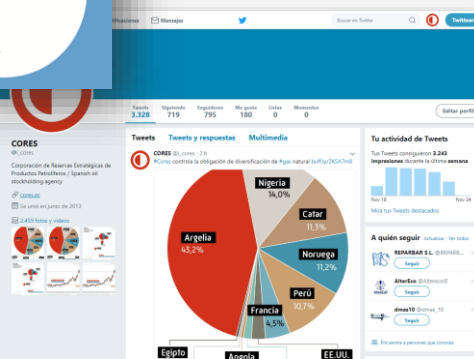 Mensajes
Buscar en Twitter
Twittear
Tweets
3.328
Siguiendo
719
Seguidores
795
Me gusta
180
Listas
0
Momentos
0
Editar perfil
CORES
@i_cores
Corporación de Reservas Estratégicas de
Productos Petrolíferos / Spanish oil
stockholding agency
cores.es
Se unió en junio de 2013
2.459 fotos y vídeos
Tweets Tweets y respuestas Multimedia
CORES @i_cores · 2 h
#Cores controla la obligación de diversificación de #gas natural
Nigeria
14,0%
Catar
11,3%
Argelia
43,2%
Noruega
11,2%
Perú
10,7%
Francia
4,5%
Egipto
Angola
EE.UU.
Tu actividad de Tweets
Tus Tweets consiguieron 3.243
impresiones durante la última semana
Nov 18 Nov 24
Mira tus Tweets destacados
A quién seguir · Actualizar · Ver todos
REPARBAR S.L.
Seguir
AlterEco
Seguir
dmas10 @dmas_10
Seguir
Encuentra a personas que conoces